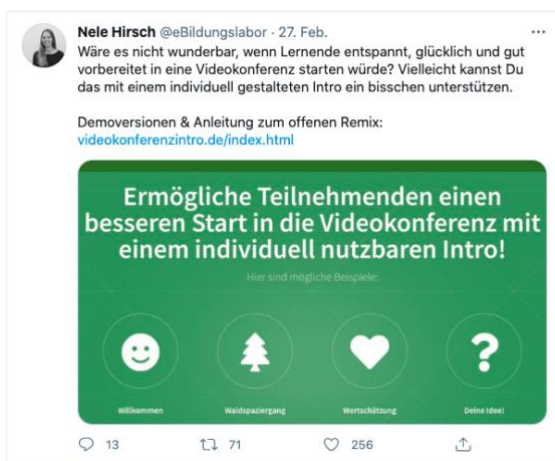 Nele Hirsch @eBildungslabor · 27. Feb.
Wäre es nicht wunderbar, wenn Lernende entspannt, glücklich und gut
vorbereitet in eine Videokonferenz starten würde? Vielleicht kannst Du
das mit einem individuell gestalteten Intro ein bisschen unterstützen.
Demoversionen & Anleitung zum offenen Remix:
videokonferenzintro.de/index.html
Ermögliche Teilnehmenden einen
besseren Start in die Videokonferenz mit
einem individuell nutzbaren Intro!
Hier sind mögliche Beispiele:
Willkommen Waldspaziergang Wertschätzung Deine Idee!
13 71 256